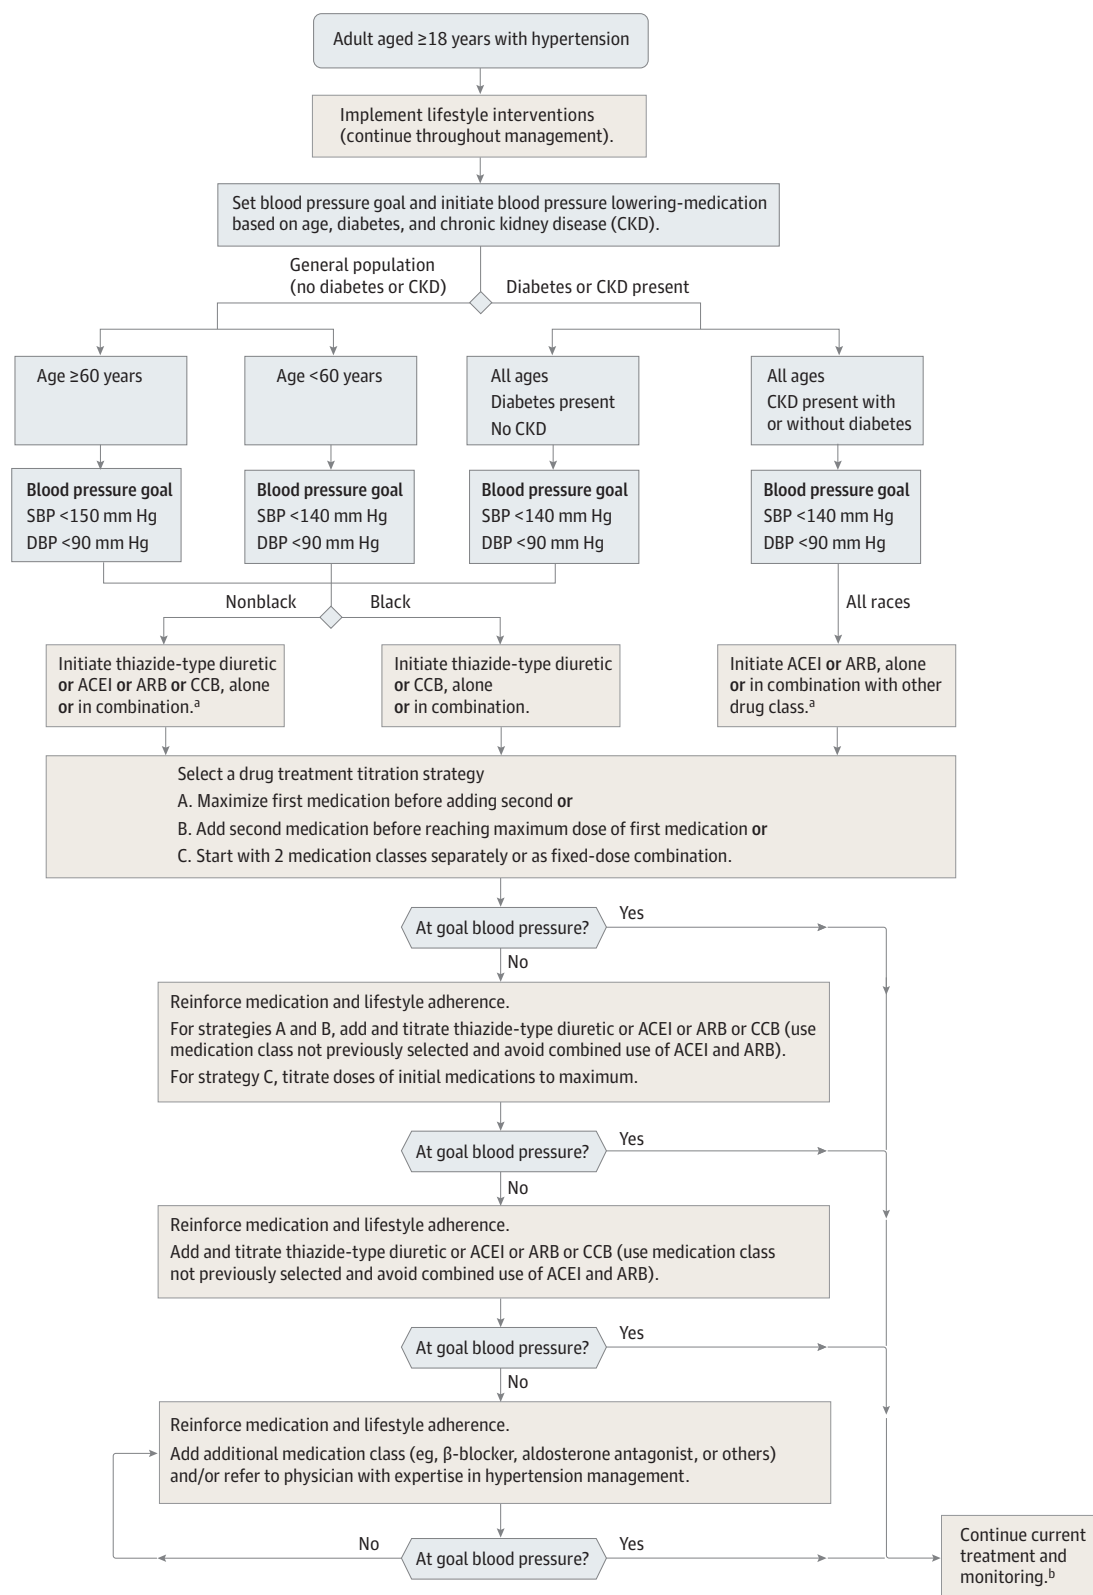 Adult aged ≥18 years with hypertension
Implement lifestyle interventions
(continue throughout management).
Set blood pressure goal and initiate blood pressure lowering-medication
based on age, diabetes, and chronic kidney disease (CKD).
General population
(no diabetes or CKD)
Diabetes or CKD present
Age ≥60 years
Age <60 years
All ages
Diabetes present
No CKD
All ages
CKD present with
or without diabetes
Blood pressure goal
SBP <150 mm Hg
DBP <90 mm Hg
Blood pressure goal
SBP <140 mm Hg
DBP <90 mm Hg
Blood pressure goal
SBP <140 mm Hg
DBP <90 mm Hg
Blood pressure goal
SBP <140 mm Hg
DBP <90 mm Hg
Nonblack
Black
All races
Initiate thiazide-type diuretic
or ACEI or ARB or CCB, alone
or in combination.a
Initiate thiazide-type diuretic
or CCB, alone
or in combination.
Initiate ACEI or ARB, alone
or in combination with other
drug class.a
Select a drug treatment titration strategy
A. Maximize first medication before adding second or
B. Add second medication before reaching maximum dose of first medication or
C. Start with 2 medication classes separately or as fixed-dose combination.
At goal blood pressure?
Yes
No
Reinforce medication and lifestyle adherence.
For strategies A and B, add and titrate thiazide-type diuretic or ACEI or ARB or CCB (use
medication class not previously selected and avoid combined use of ACEI and ARB).
For strategy C, titrate doses of initial medications to maximum.
At goal blood pressure?
Yes
No
Reinforce medication and lifestyle adherence.
Add and titrate thiazide-type diuretic or ACEI or ARB or CCB (use medication class
not previously selected and avoid combined use of ACEI and ARB).
At goal blood pressure?
Yes
No
Reinforce medication and lifestyle adherence.
Add additional medication class (eg, β-blocker, aldosterone antagonist, or others)
and/or refer to physician with expertise in hypertension management.
No
At goal blood pressure?
Yes
Continue current
treatment and
monitoring.b